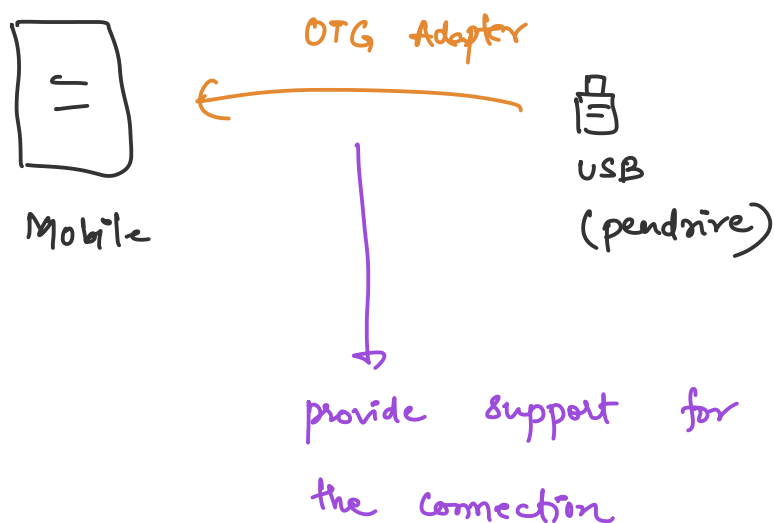 OTG Adapter
USB
Mobile
(pendrive)
provide support for
the connection